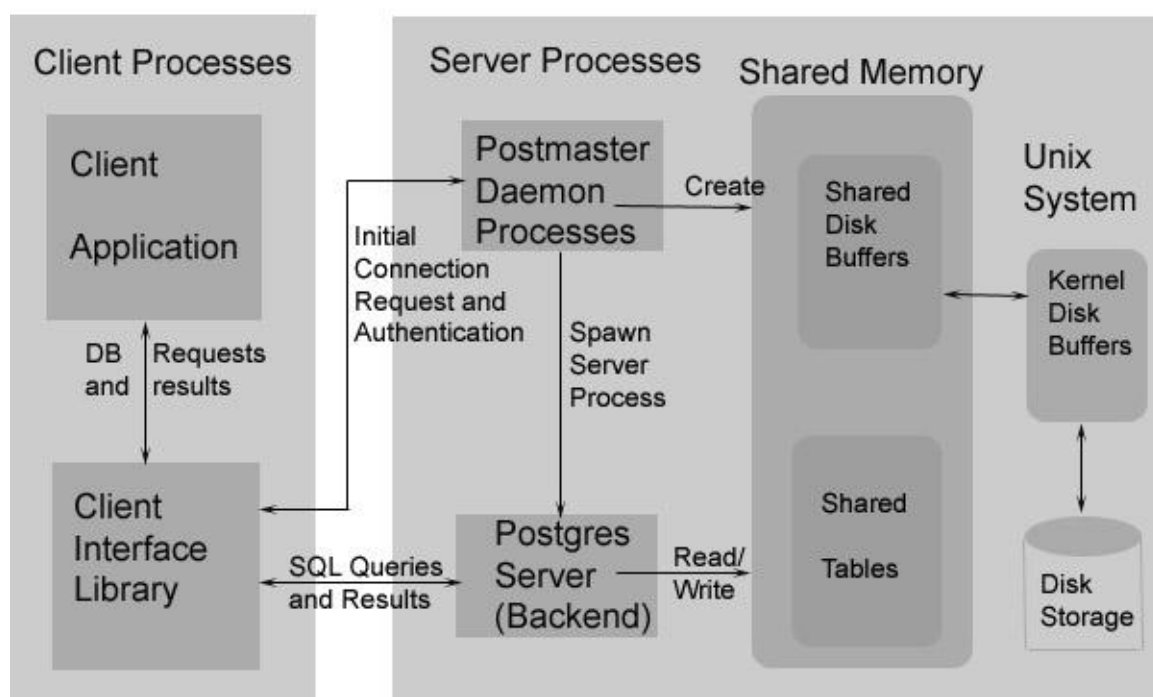 Client Processes
Server Processes
Shared Memory
Client
Application
Postmaster
Daemon
Processes
Create
Shared
Disk
Buffers
Unix
System
Initial
Connection
Request and
Authentication
Kernel
Disk
Buffers
DB Requests
and results
Spawn
Server
Process
Client
Interface
Library
SQL Queries
and Results
Postgres
Server
(Backend)
Read/
Write
Shared
Tables
Disk
Storage